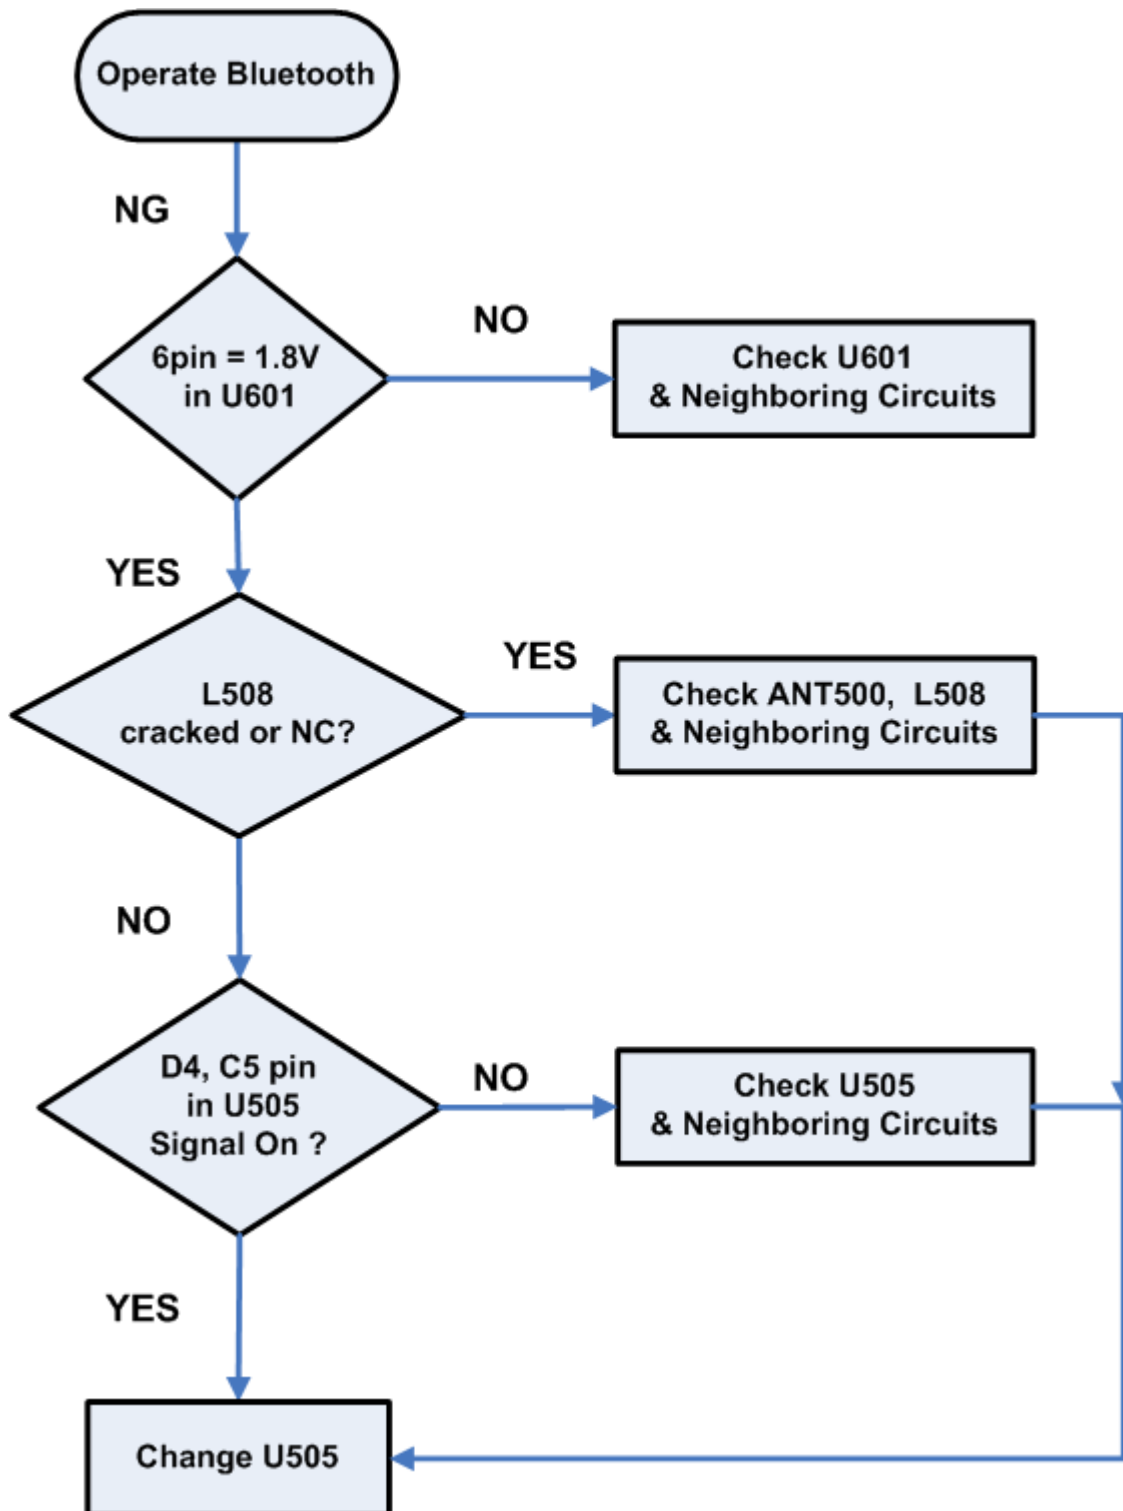 Operate Bluetooth
NG
6pin = 1.8V
in U601
NO
Check U601
& Neighboring Circuits
YES
L508
cracked or NC?
YES
Check ANT500, L508
& Neighboring Circuits
NO
D4, C5 pin
in U505
Signal On ?
NO
Check U505
& Neighboring Circuits
YES
Change U505